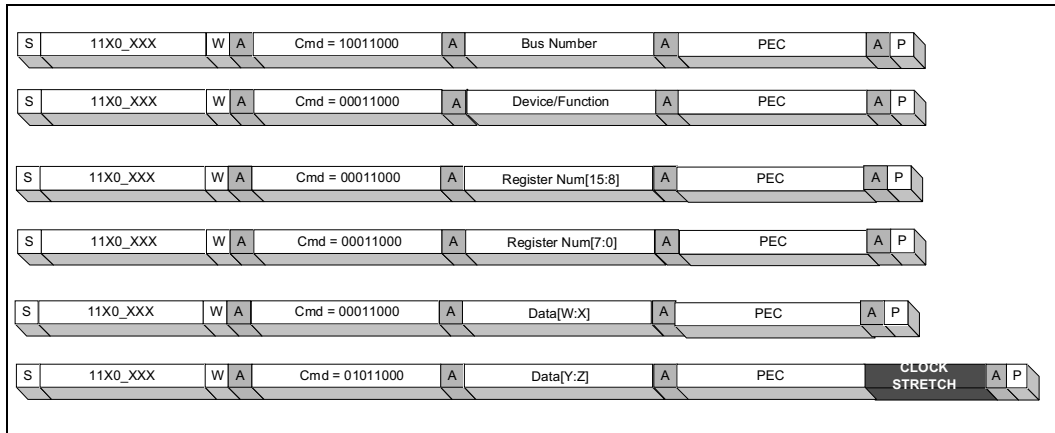 S 11X0_XXX W A Cmd = 10011000 A Bus Number A PEC A P
S 11X0_XXX W A Cmd = 00011000 A Device/Function A PEC A P
S 11X0_XXX W A Cmd = 00011000 A Register Num[15:8] A PEC A P
S 11X0_XXX W A Cmd = 00011000 A Register Num[7:0] A PEC A P
S 11X0_XXX W A Cmd = 00011000 A Data[W:X] A PEC A P
S 11X0_XXX W A Cmd = 01011000 A Data[Y:Z] A PEC CLOCK STRETCH A P